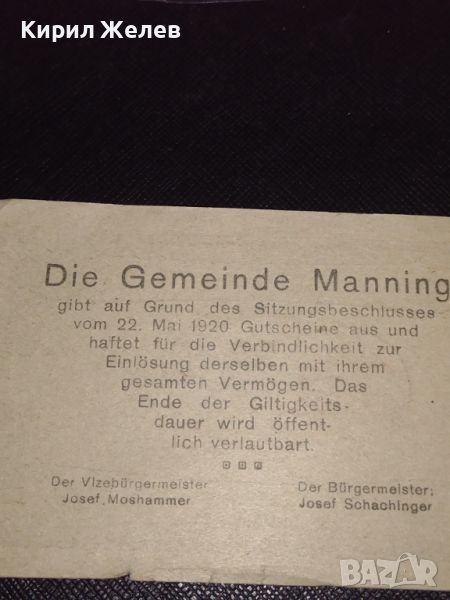 Кирил Желев
Die Gemeinde Manning
gibt auf Grund des Sitzungsbeschlusses
vom 22. Mai 1920 Gutscheine aus und
haftet für die Verbindlichkeit zur
Einlösung derselben mit ihrem
gesamten Vermögen. Das
Ende der Giltigkeits-
dauer wird öffent-
lich verlautbart.
Der Vizebürgermeister
Josef Moshammer
Der Bürgermeister:
Josef Schachinger
BAZAR